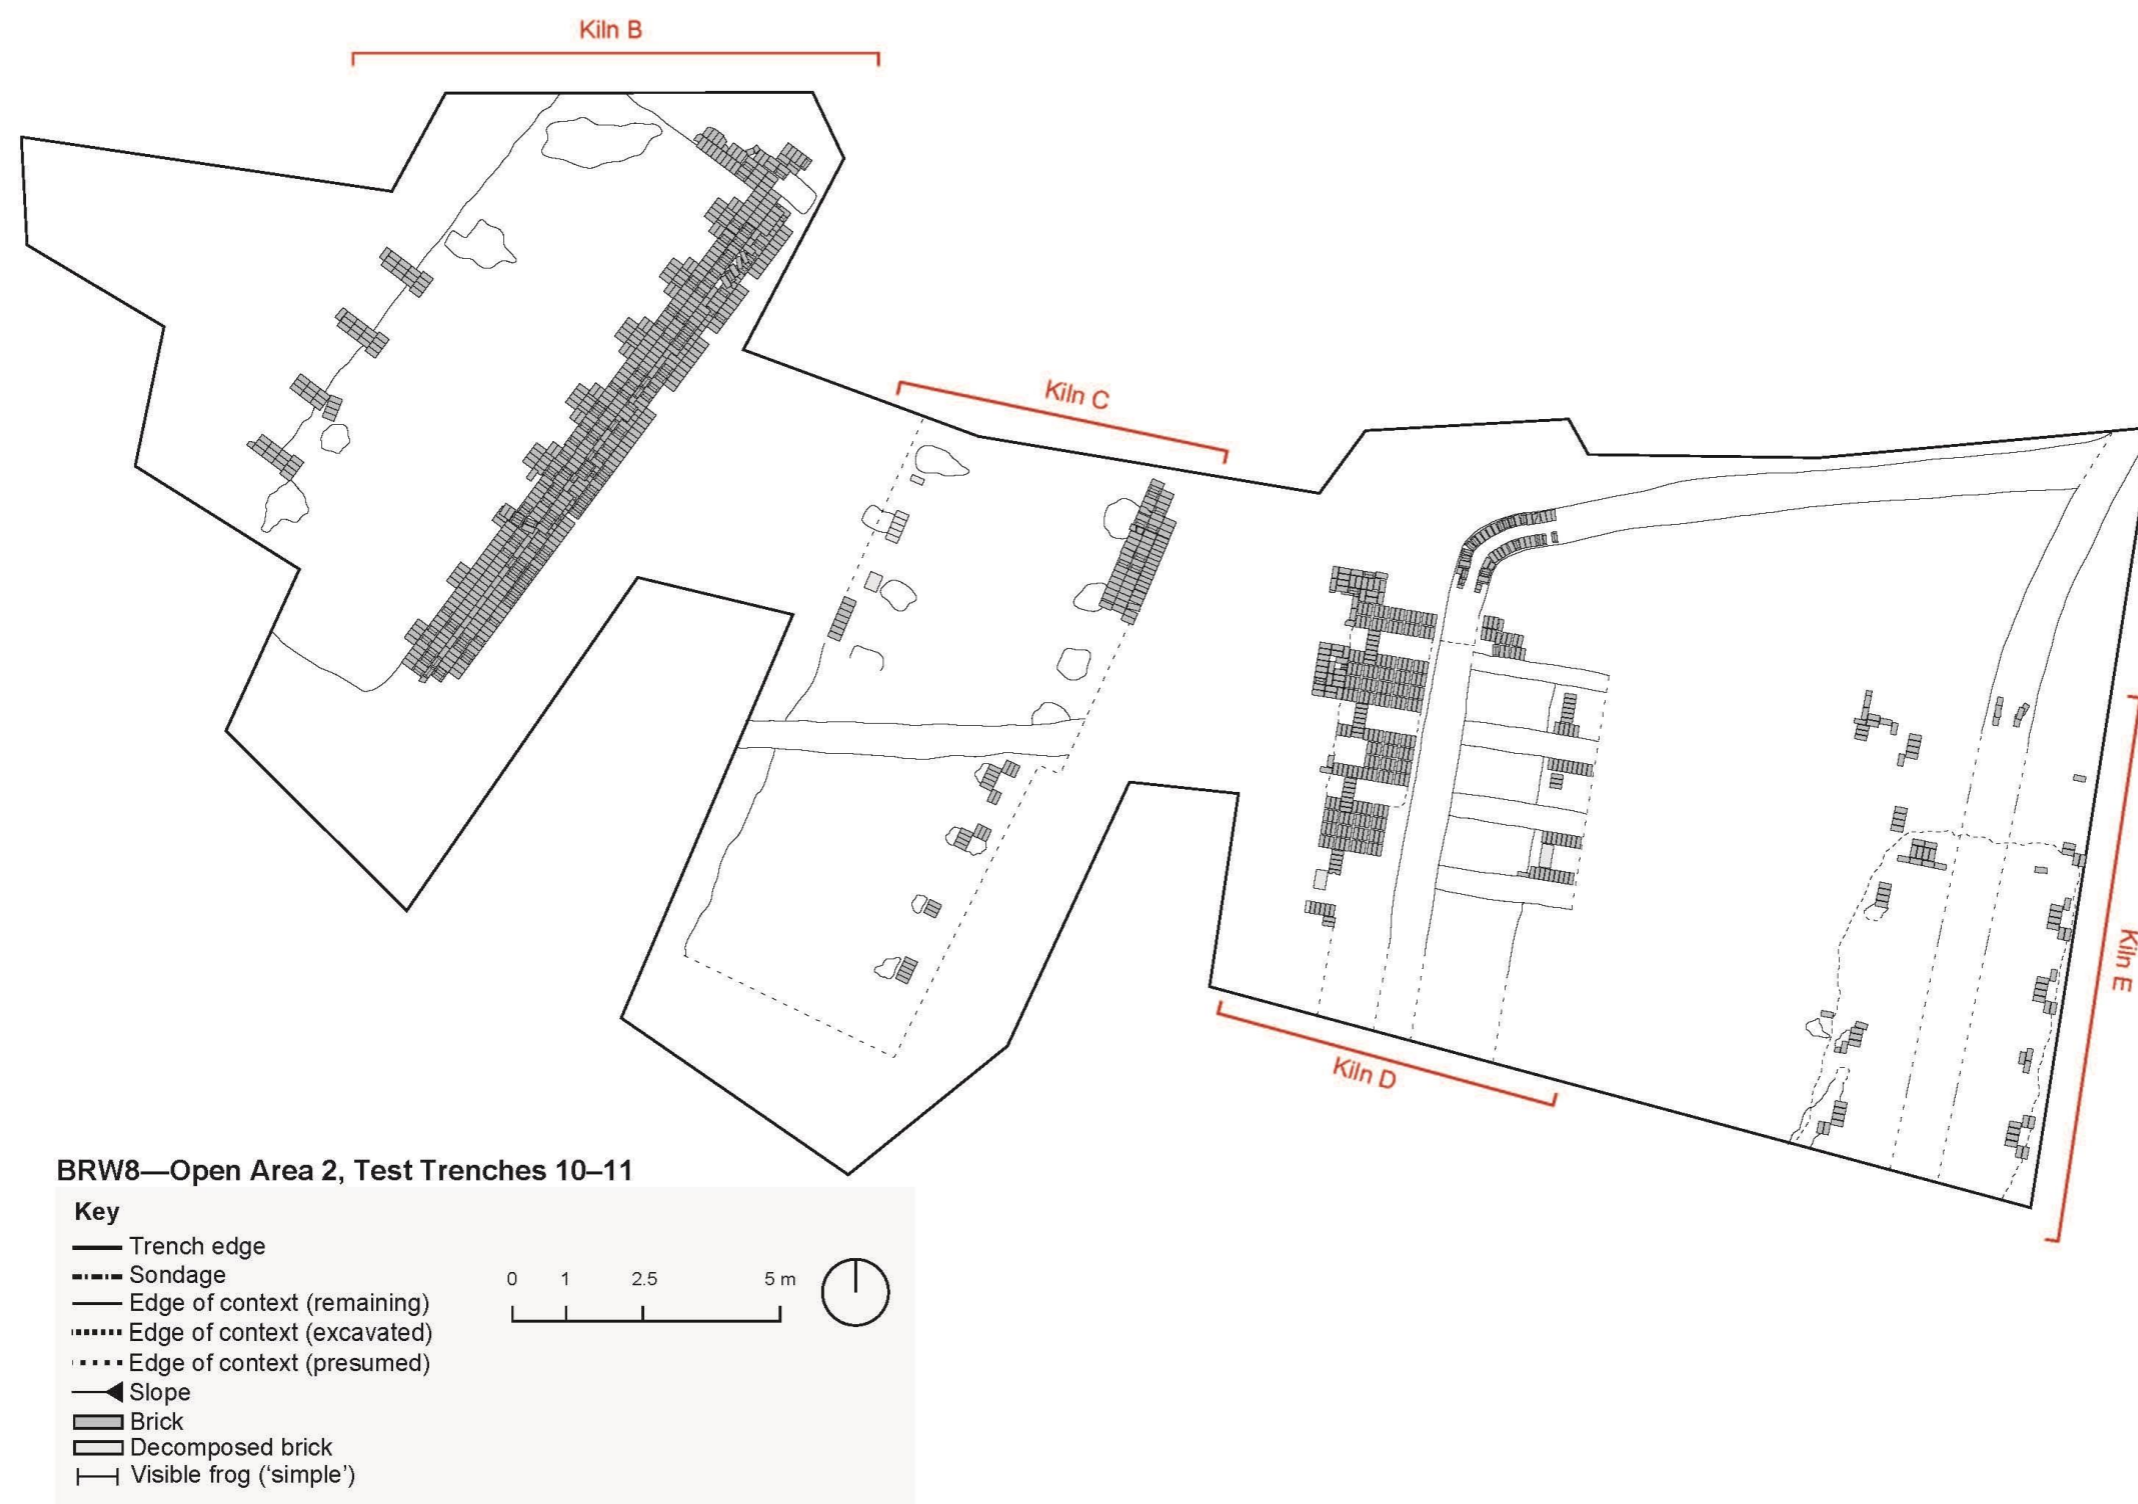 Kiln B
Kiln C
Kiln D
Kiln E
BRW8—Open Area 2, Test Trenches 10–11
Key
Trench edge
Sondage
Edge of context (remaining)
Edge of context (excavated)
Edge of context (presumed)
Slope
Brick
Decomposed brick
Visible frog (‘simple’)
0 1 2.5 5 m